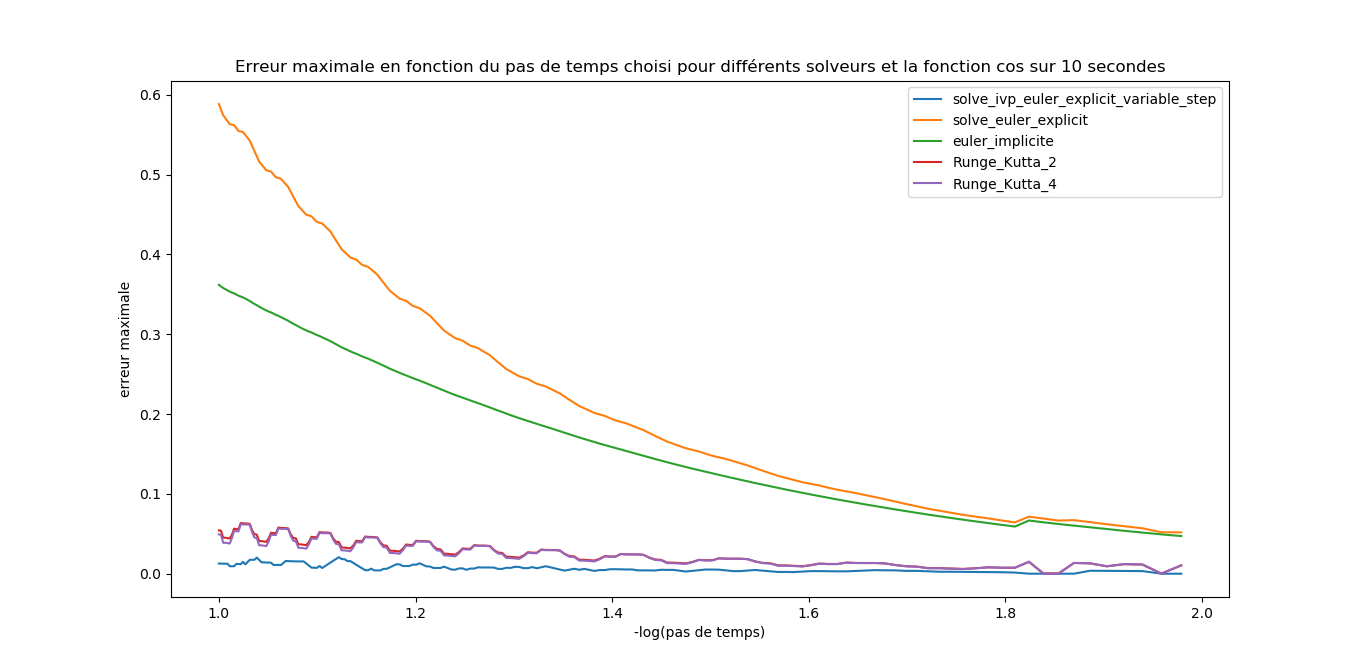 Erreur maximale en fonction du pas de temps choisi pour différents solveurs et la fonction cos sur 10 secondes
solve_ivp_euler_explicit_variable_step
solve_euler_explicit
euler_implicite
Runge_Kutta_2
Runge_Kutta_4
erreur maximale
0.6
0.5
0.4
0.3
0.2
0.1
0.0
1.0 1.2 1.4 1.6 1.8 2.0
-log(pas de temps)